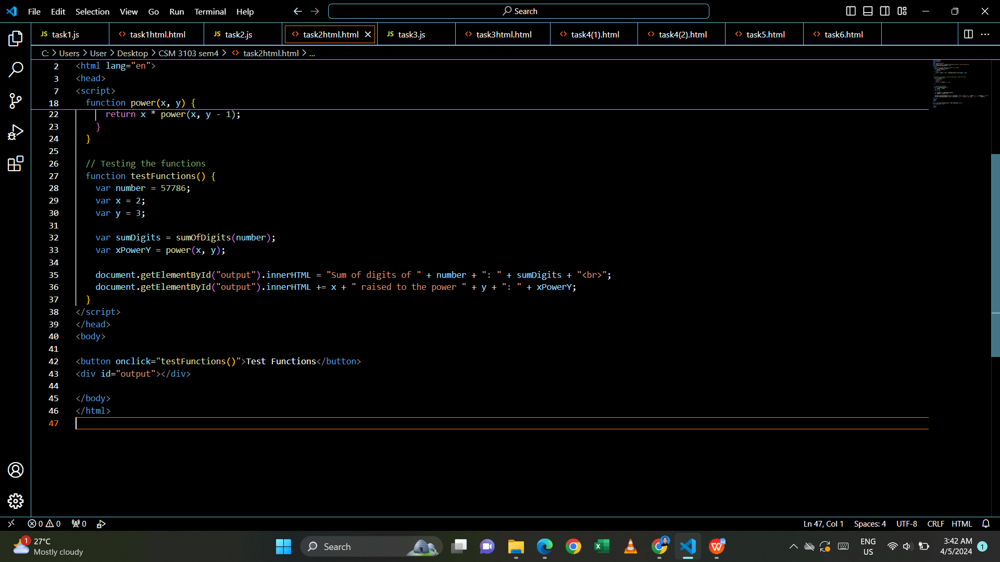 File Edit Selection View Go Run Terminal Help Search
JS task1.js <> task1html.html JS task2.js <> task2html.html JS task3.js <> task3html.html <> task4(1).html <> task4(2).html <> task5.html <> task6.html
C: > Users > User > Desktop > CSM 3103 sem4 > <> task2html.html > ...
2 <html lang="en">
3 <head>
7 <script>
18 function power(x, y) {
22 return x * power(x, y - 1);
23 }
24 }
25
26 // Testing the functions
27 function testFunctions() {
28 var number = 57786;
29 var x = 2;
30 var y = 3;
31
32 var sumDigits = sumOfDigits(number);
33 var xPowerY = power(x, y);
34
35 document.getElementById("output").innerHTML = "Sum of digits of " + number + ": " + sumDigits + "<br>";
36 document.getElementById("output").innerHTML += x + " raised to the power " + y + ": " + xPowerY;
37 }
38 </script>
39 </head>
40 <body>
41
42 <button onclick="testFunctions()">Test Functions</button>
43 <div id="output"></div>
44
45 </body>
46 </html>
47
0 0 0 Ln 47, Col 1 Spaces: 4 UTF-8 CRLF HTML
1 27°C
Mostly cloudy
Search
ENG
US
3:42 AM
4/5/2024
1